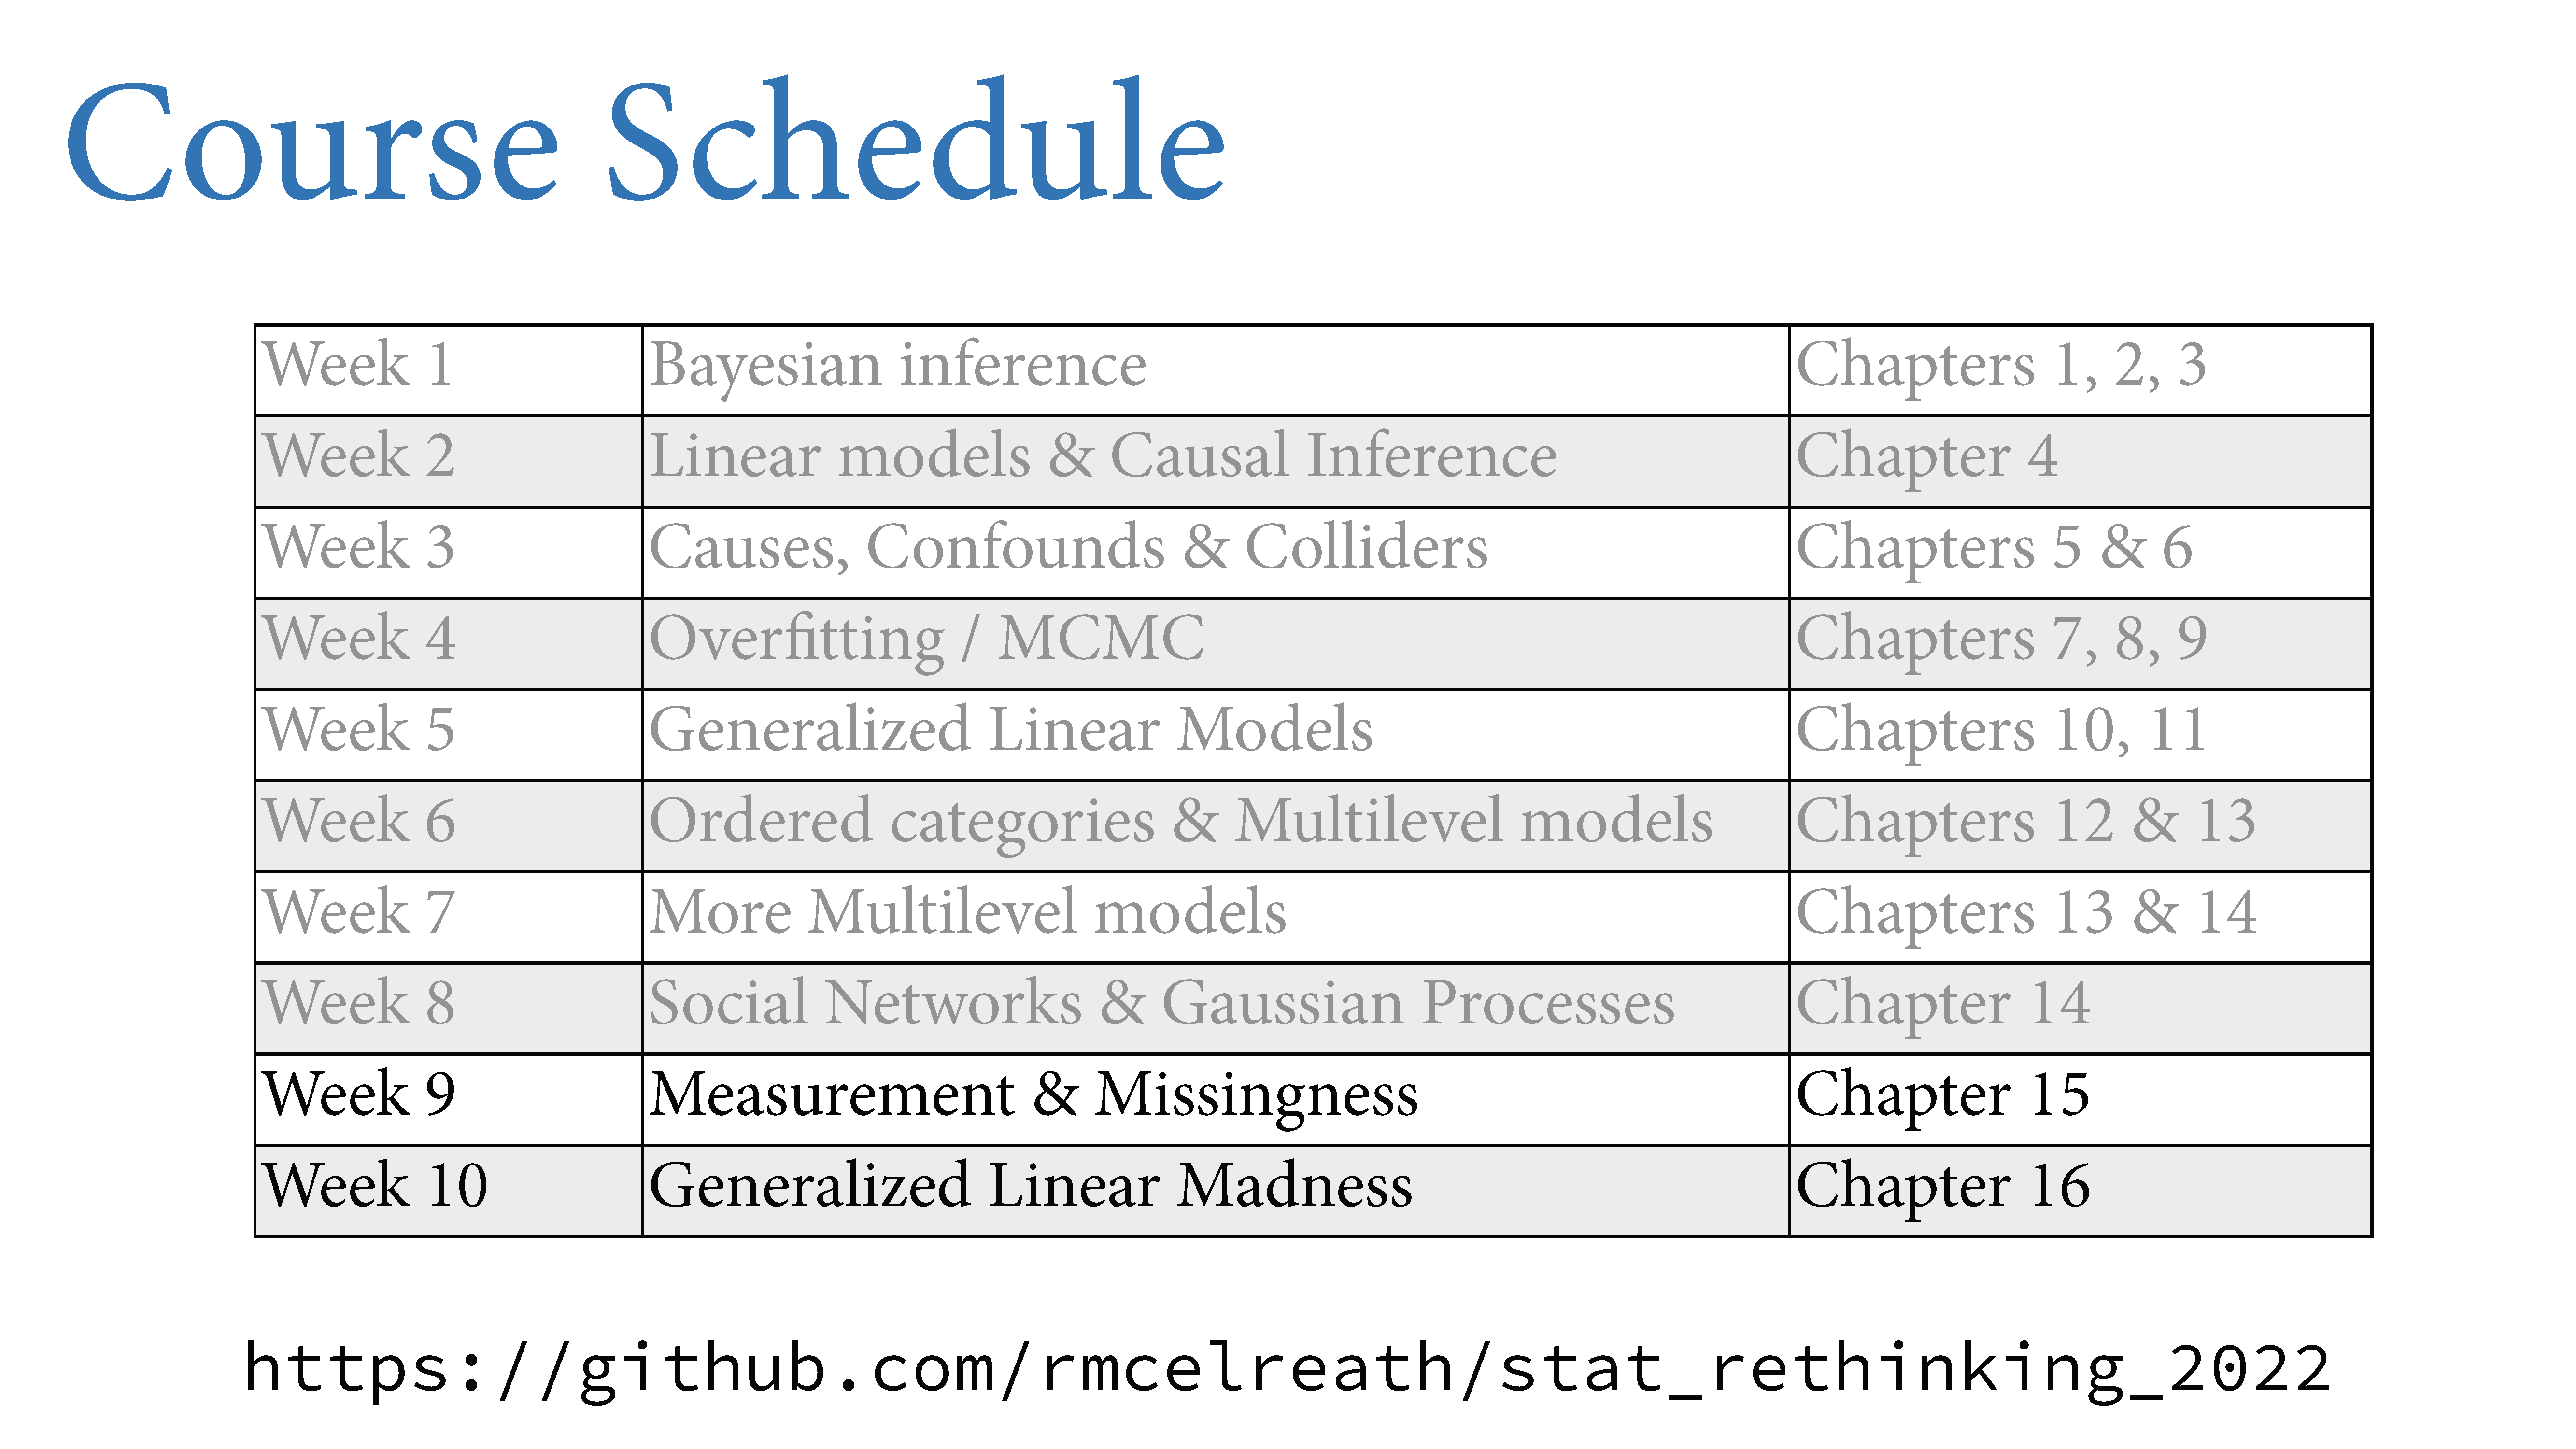 Course Schedule
Week 1 Bayesian inference Chapters 1, 2, 3
Week 2 Linear models & Causal Inference Chapter 4
Week 3 Causes, Confounds & Colliders Chapters 5 & 6
Week 4 Overfitting / MCMC Chapters 7, 8, 9
Week 5 Generalized Linear Models Chapters 10, 11
Week 6 Ordered categories & Multilevel models Chapters 12 & 13
Week 7 More Multilevel models Chapters 13 & 14
Week 8 Social Networks & Gaussian Processes Chapter 14
Week 9 Measurement & Missingness Chapter 15
Week 10 Generalized Linear Madness Chapter 16
https://github.com/rmcelreath/stat_rethinking_2022